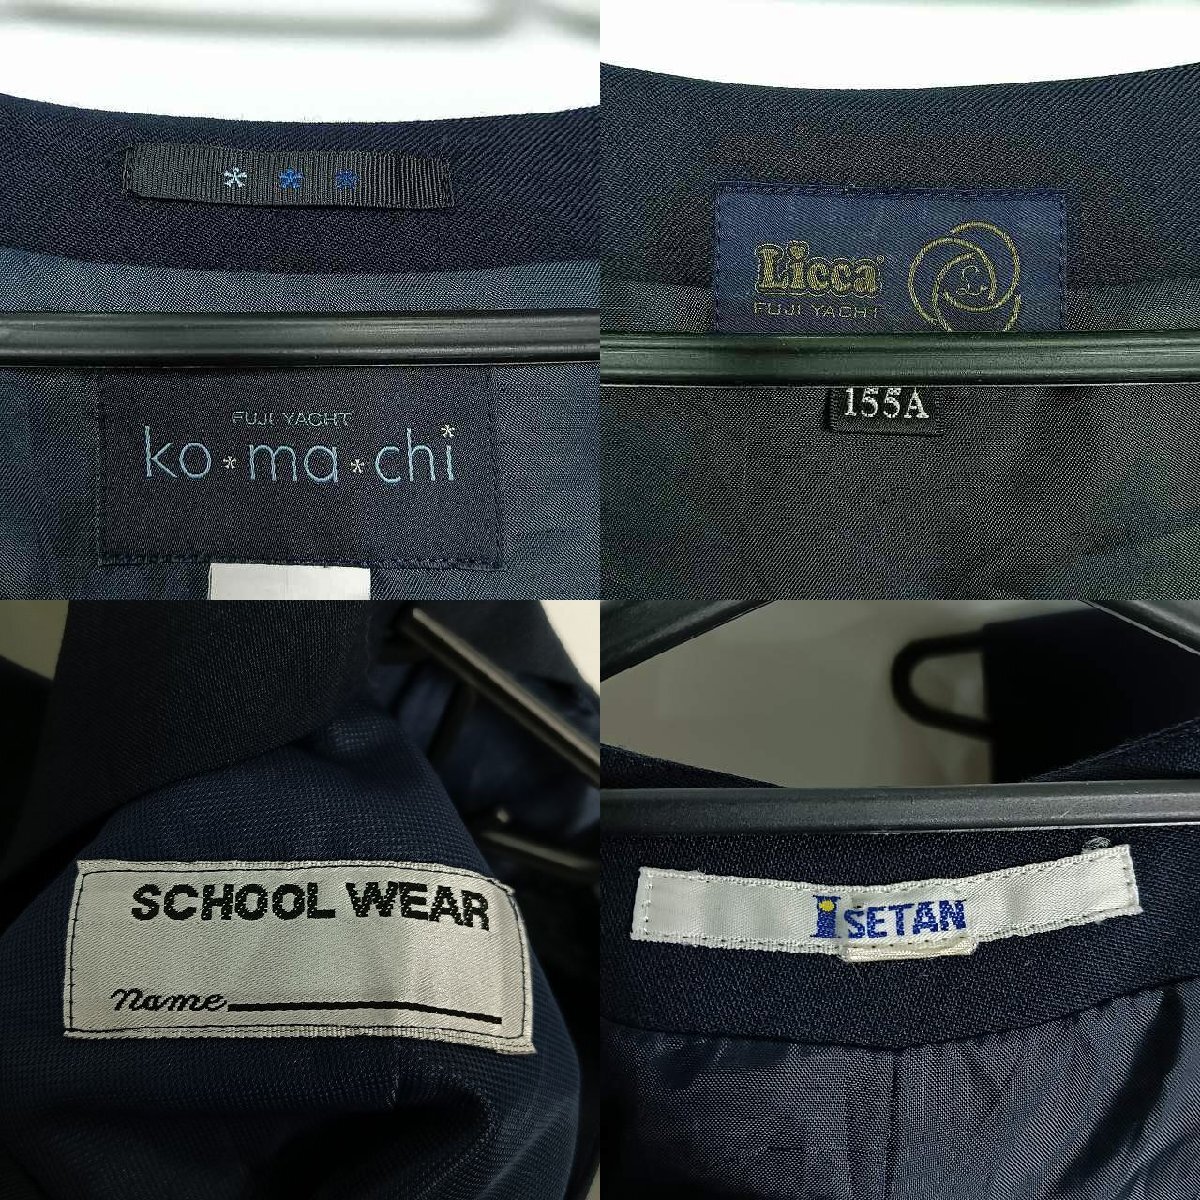 * * *
FUJI YACHT
ko*ma*chi
Licca
FUJI YACHT
L
155A
SCHOOL WEAR
name
ISETAN